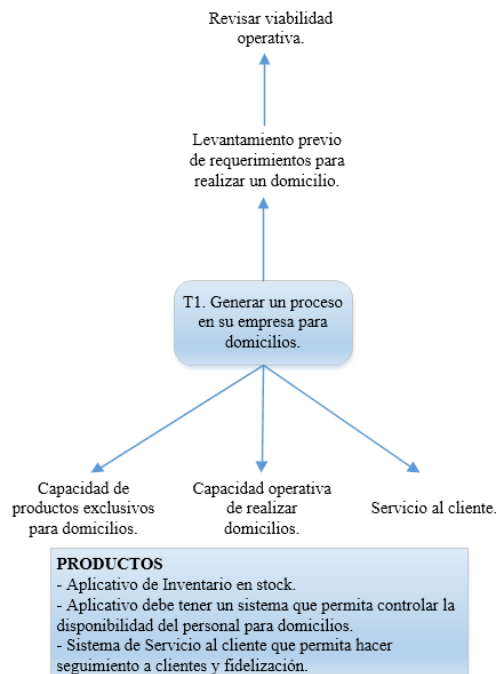 Revisar viabilidad
operativa.
Levantamiento previo
de requerimientos para
realizar un domicilio.
T1. Generar un proceso
en su empresa para
domicilios.
Capacidad de
productos exclusivos
para domicilios.
Capacidad operativa
de realizar
domicilios.
Servicio al cliente.
PRODUCTOS
- Aplicativo de Inventario en stock.
- Aplicativo debe tener un sistema que permita controlar la
disponibilidad del personal para domicilios.
- Sistema de Servicio al cliente que permita hacer
seguimiento a clientes y fidelización.